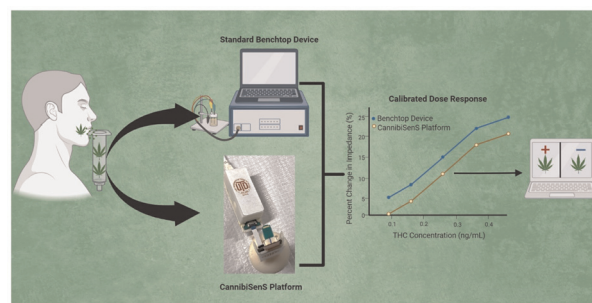 Standard Benchtop Device
CannibiSenS Platform
Calibrated Dose Response
Benchtop Device
CannibiSenS Platform
Percent Change in Impedance (%)
25
20
15
10
5
0
0.1 0.2 0.3 0.4
THC Concentration (ng/mL)
+ −